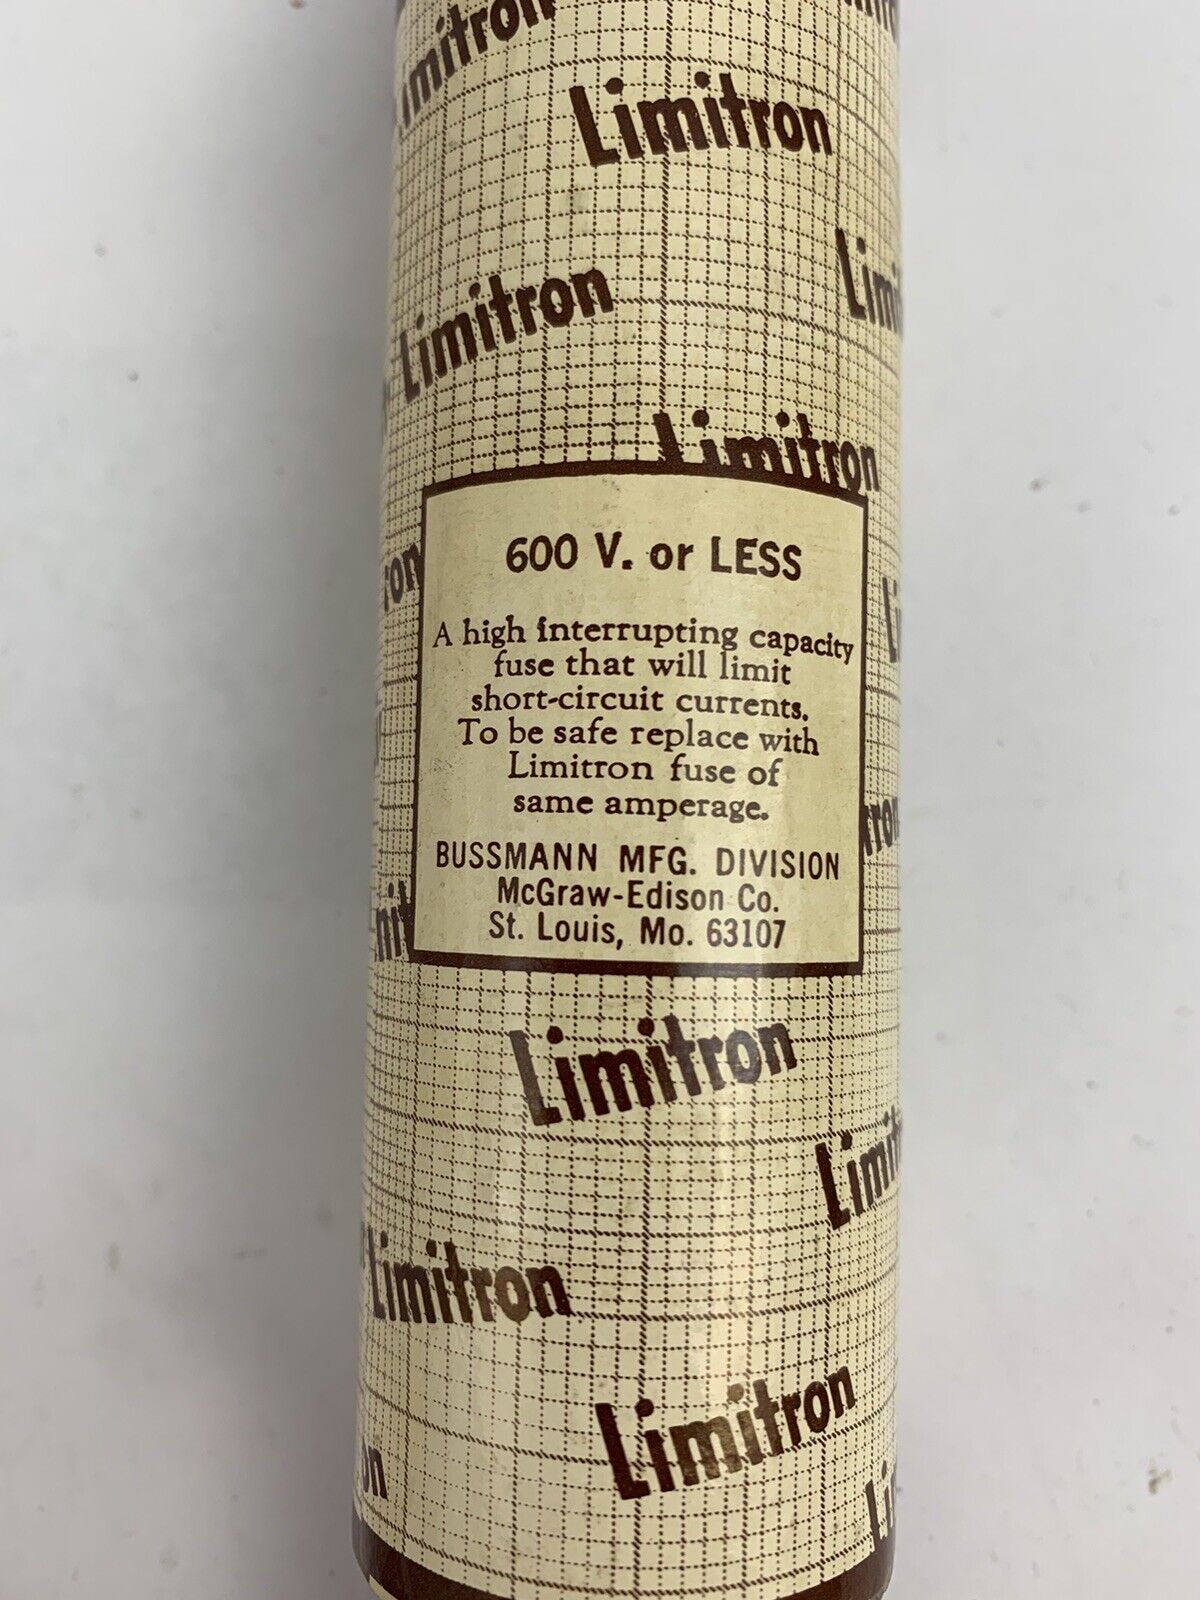 Limitron
Limitron
Limitron
Limitron
600 V. or LESS
A high interrupting capacity
fuse that will limit
short-circuit currents.
To be safe replace with
Limitron fuse of
same amperage.
BUSSMANN MFG. DIVISION
McGraw-Edison Co.
St. Louis, Mo. 63107
Limitron
Limitron
Limitron